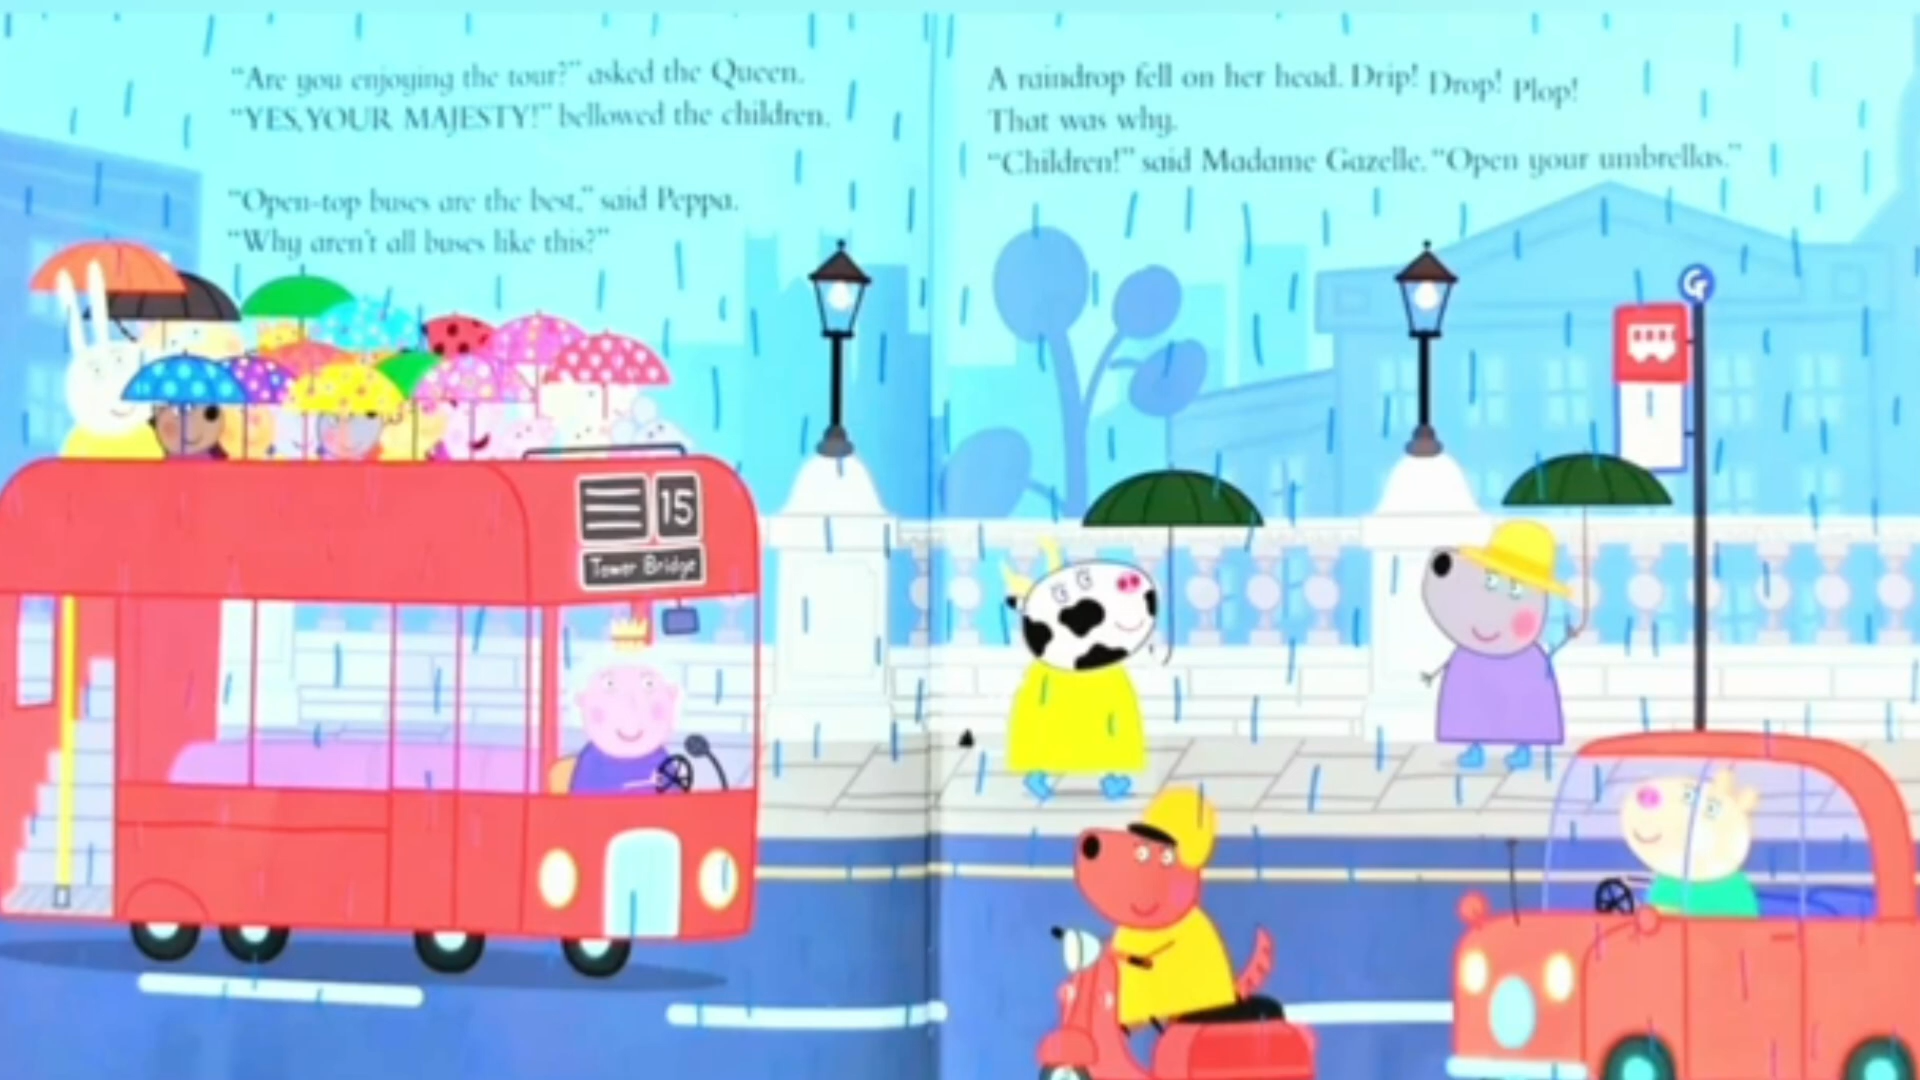 “Are you enjoying the tour?” asked the Queen.
“YES, YOUR MAJESTY!” bellowed the children.
“Open-top buses are the best,” said Peppa.
“Why aren't all buses like this?”
A raindrop fell on her head. Drip! Drop! Plop!
That was why.
“Children!” said Madame Gazelle. “Open your umbrellas.”
15
Tower Bridge
G